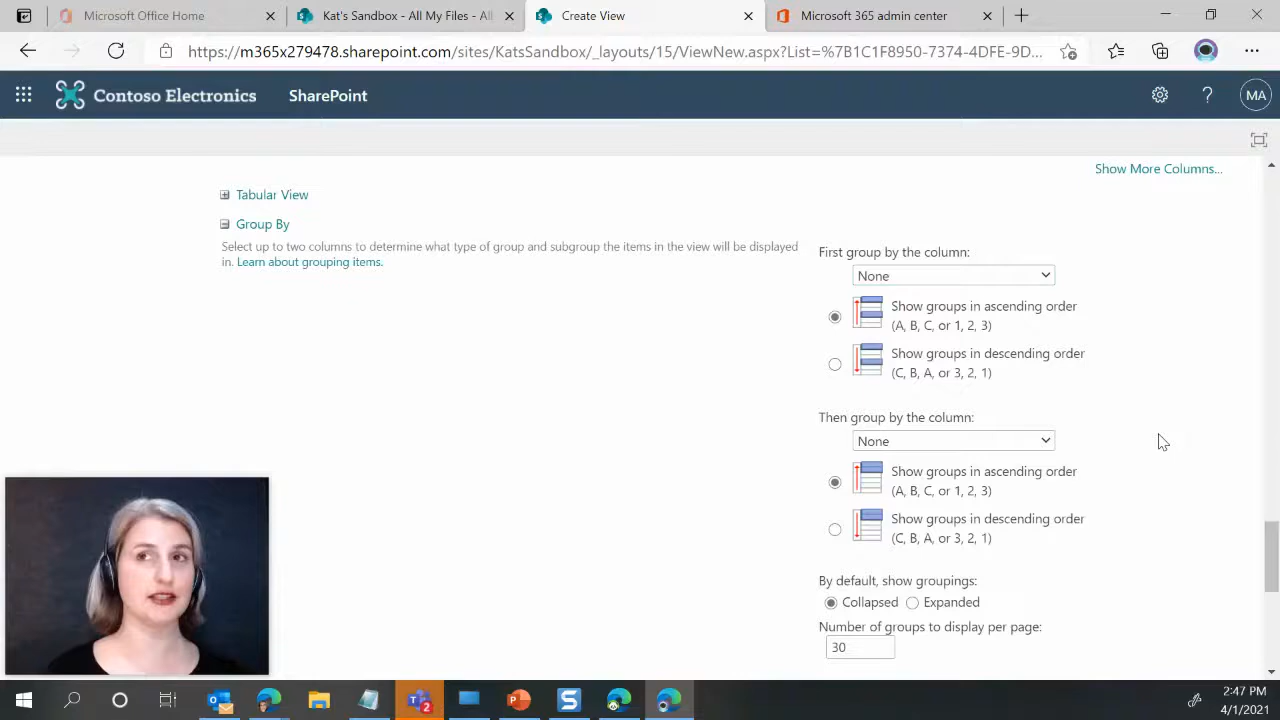 Microsoft Office Home
Kat's Sandbox - All My Files - All
Create View
Microsoft 365 admin center
https://m365x279478.sharepoint.com/sites/KatsSandbox/_layouts/15/ViewNew.aspx?List=%7B1C1F8950-7374-4DFE-9D...
Contoso Electronics
SharePoint
?
MA
Show More Columns...
Tabular View
Group By
Select up to two columns to determine what type of group and subgroup the items in the view will be displayed
in. Learn about grouping items.
First group by the column:
None
Show groups in ascending order
(A, B, C, or 1, 2, 3)
Show groups in descending order
(C, B, A, or 3, 2, 1)
Then group by the column:
None
Show groups in ascending order
(A, B, C, or 1, 2, 3)
Show groups in descending order
(C, B, A, or 3, 2, 1)
By default, show groupings:
Collapsed Expanded
Number of groups to display per page:
30
2
2:47 PM
4/1/2021